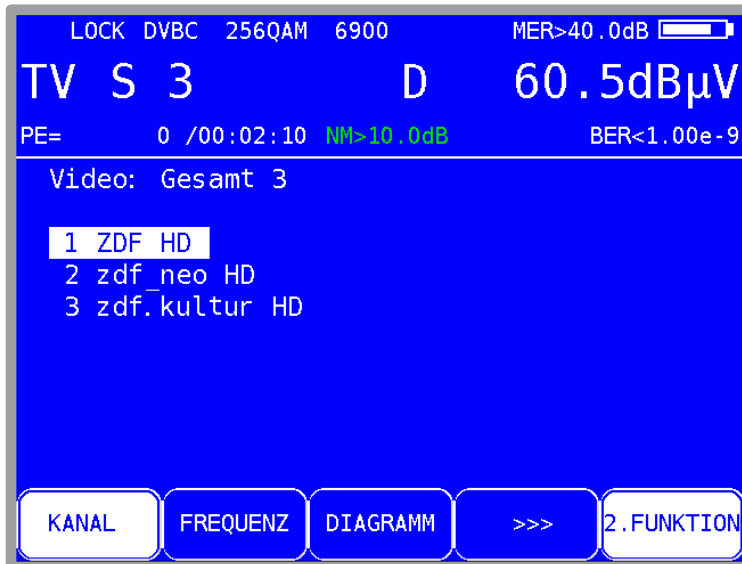 LOCK DVBC 256QAM 6900 MER>40.0dB
TV S 3 D 60.5dBµV
PE= 0 /00:02:10 NM>10.0dB BER<1.00e-9
Video: Gesamt 3
1 ZDF HD
2 zdf_neo HD
3 zdf.kultur HD
KANAL FREQUENZ DIAGRAMM >>> 2.FUNKTION